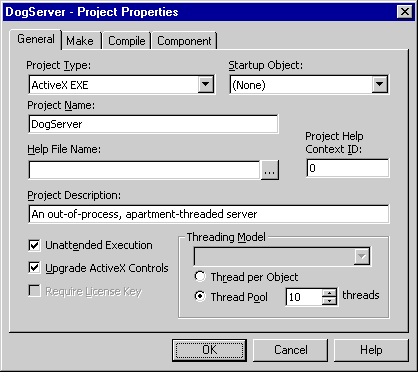 DogServer - Project Properties
General
Make
Compile
Component
Project Type:
Startup Object:
ActiveX EXE
(None)
Project Name:
DogServer
Help File Name:
Project Help
Context ID:
...
0
Project Description:
An out-of-process, apartment-threaded server
Unattended Execution
Upgrade ActiveX Controls
Require License Key
Threading Model
Thread per Object
Thread Pool
10
threads
OK
Cancel
Help